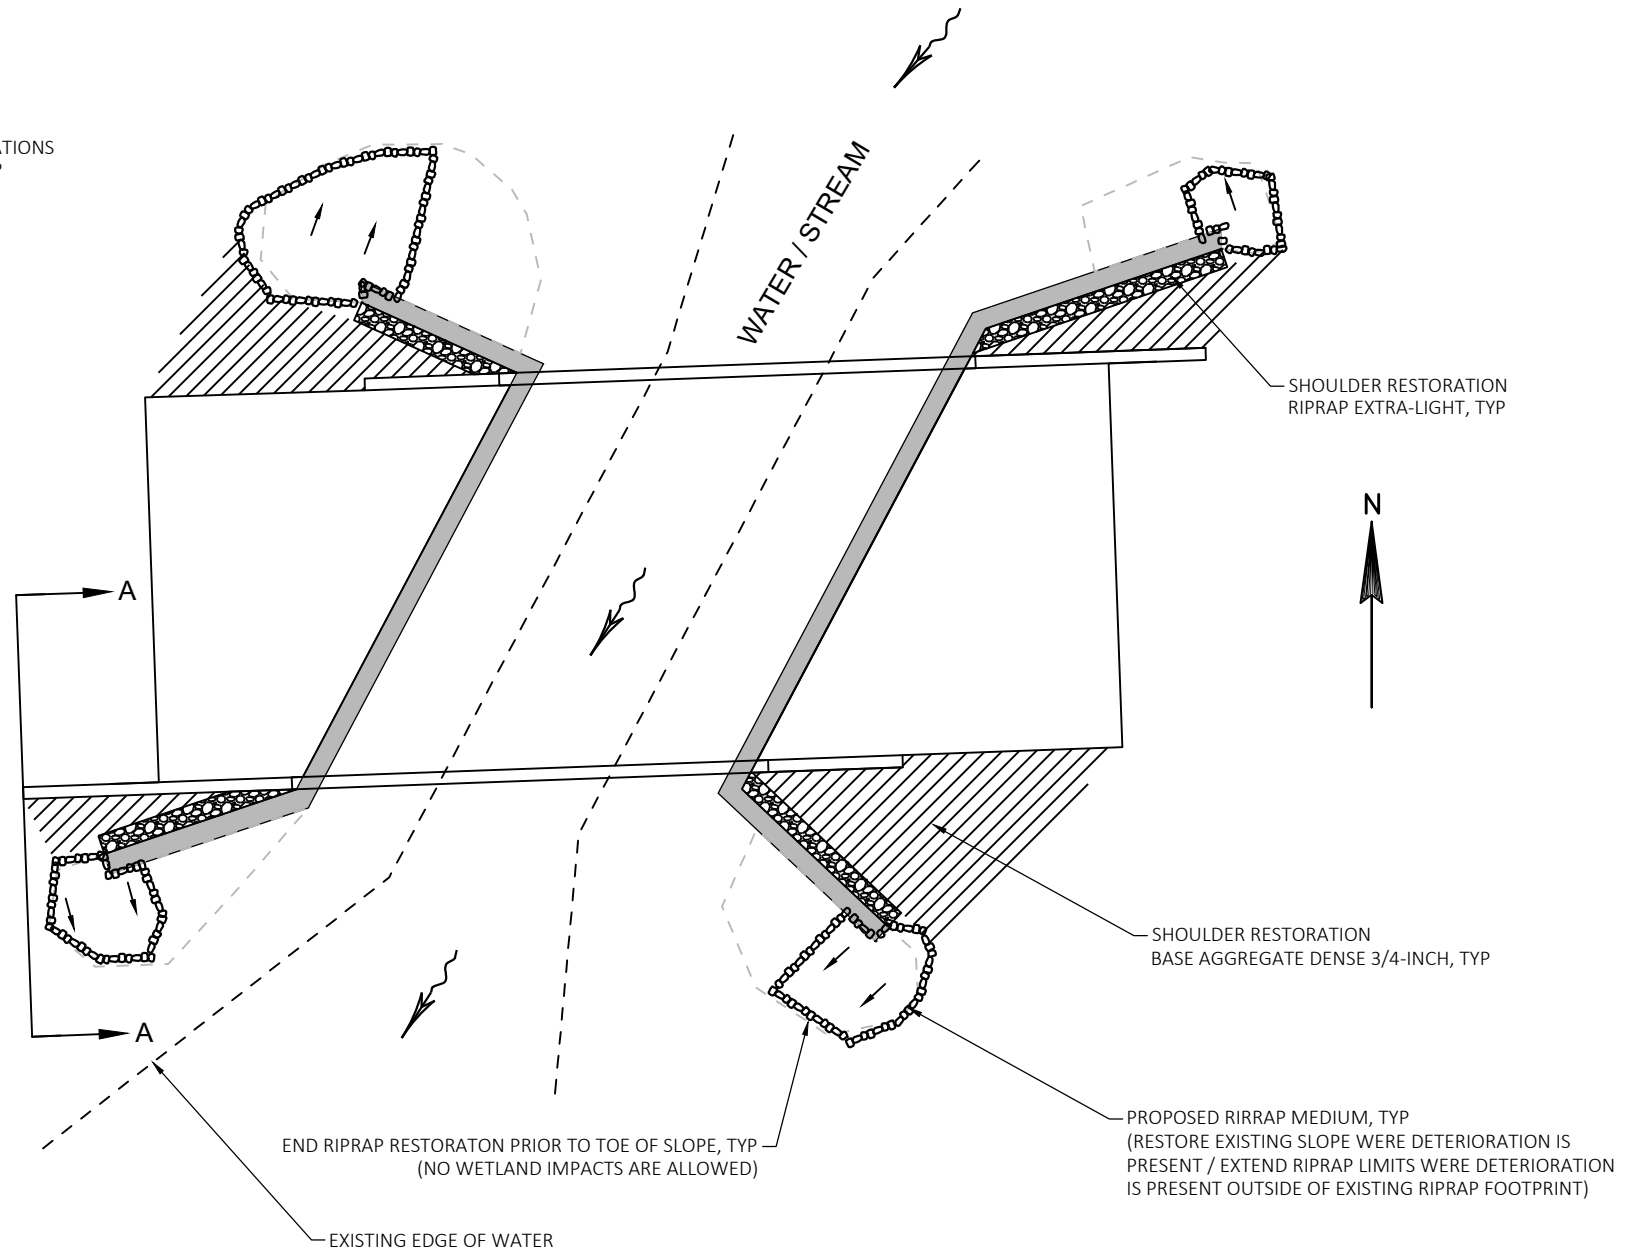 ATIONS
WATER / STREAM
SHOULDER RESTORATION
RIPRAP EXTRA-LIGHT, TYP
N
A
SHOULDER RESTORATION
BASE AGGREGATE DENSE 3/4-INCH, TYP
A
PROPOSED RIRRAP MEDIUM, TYP
(RESTORE EXISTING SLOPE WERE DETERIORATION IS
PRESENT / EXTEND RIPRAP LIMITS WERE DETERIORATION
IS PRESENT OUTSIDE OF EXISTING RIPRAP FOOTPRINT)
END RIPRAP RESTORATON PRIOR TO TOE OF SLOPE, TYP
(NO WETLAND IMPACTS ARE ALLOWED)
EXISTING EDGE OF WATER